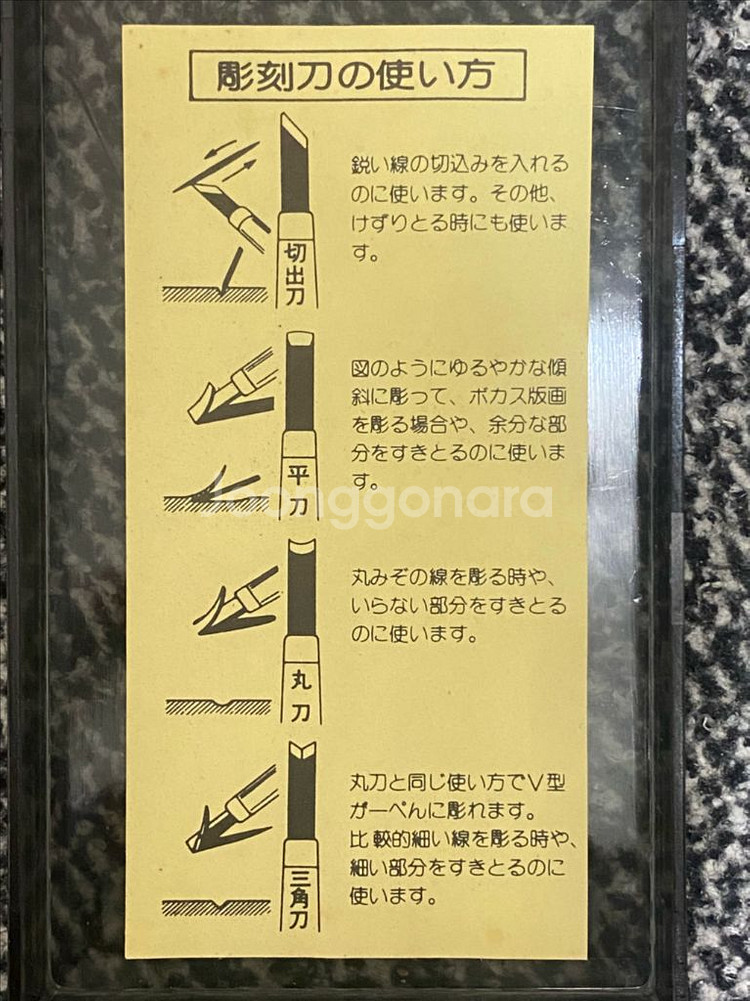 彫刻刀の使い方
鋭い線の切込みを入れる
のに使います。その他、
けずりとる時にも使いま
す。
切出刀
図のようにゆるやかな傾
斜に彫って、ボカス版画
を彫る場合や、余分な部
分をすきとるのに使いま
す。
平刀
Joonggonara
丸みぞの線を彫る時や、
いらない部分をすきとる
のに使います。
丸刀
丸刀と同じ使い方でV型
が一ぺんに彫れます。
比較的細い線を彫る時や、
細い部分をすきとるのに
使います。
三角刀